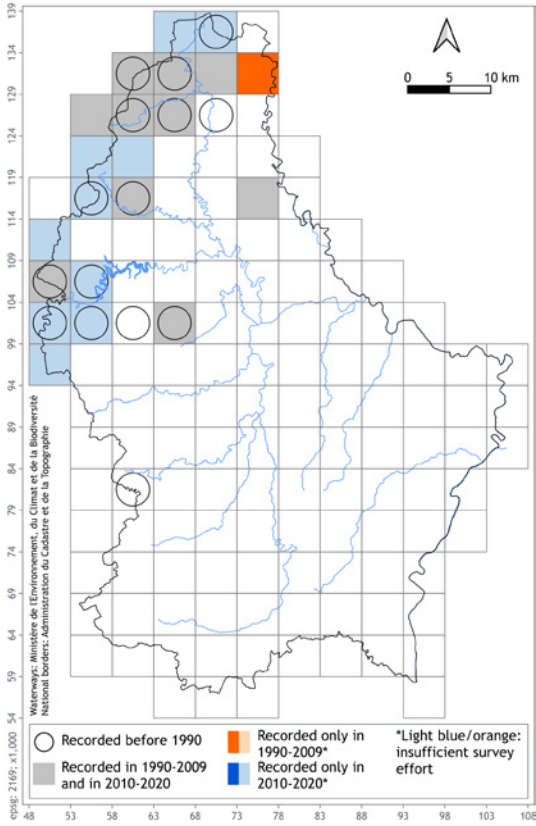 139
134
129
124
119
114
109
104
99
94
89
84
79
74
69
64
59
54
0 5 10 km
Waterways: Ministère de l'Environnement, du Climat et de la Biodiversité
National borders: Administration du Cadastre et de la Topographie
epsg: 2169; x1,000
Recorded before 1990
Recorded in 1990-2009
and in 2010-2020
Recorded only in
1990-2009*
Recorded only in
2010-2020*
*Light blue/orange:
insufficient survey
effort
48 53 58 63 68 73 78 83 88 93 98 103 108